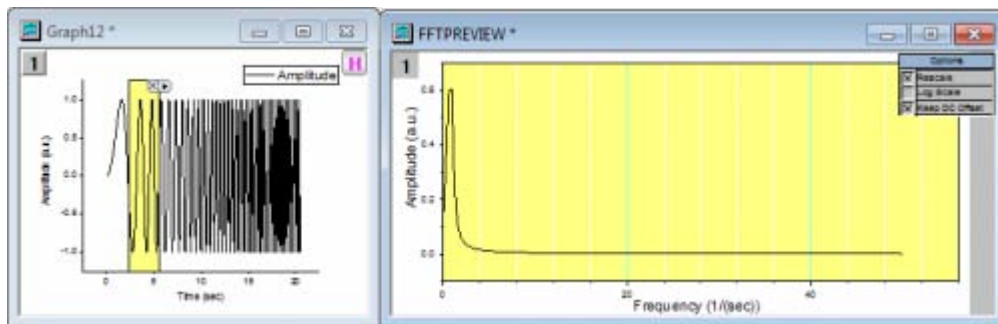 Graph12 *
1
H
Amplitude
1.0
0.5
0.0
-0.5
-1.0
Amplitude (a.u.)
0
5
10
15
20
Time (sec)
FFTPREVIEW *
1
Options
Rescale
Log Scale
Keep DC Offset
0.6
0.4
0.2
0.0
Amplitude (a.u.)
0
20
40
Frequency (1/(sec))